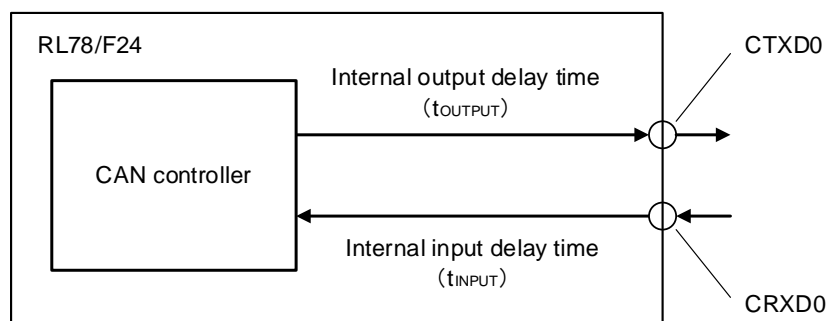 RL78/F24
CTXD0
Internal output delay time
（tOUTPUT）
CAN controller
Internal input delay time
（tINPUT）
CRXD0